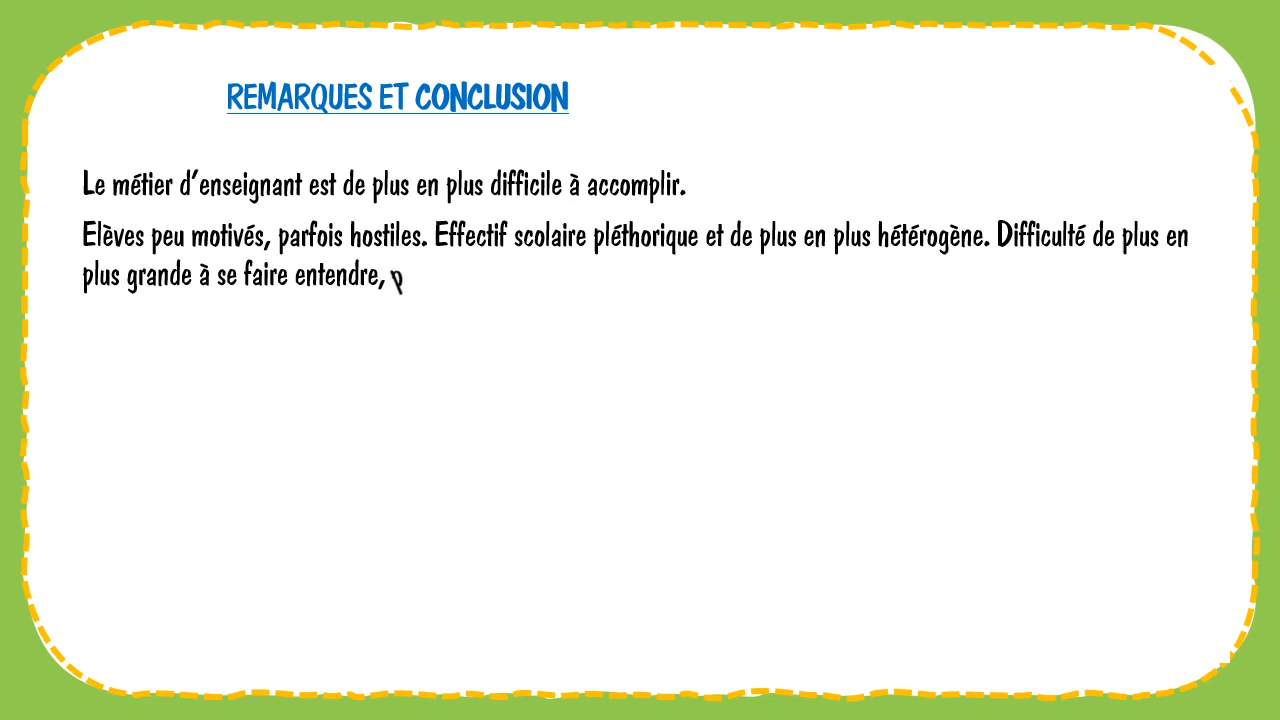 REMARQUES ET CONCLUSION
Le métier d’enseignant est de plus en plus difficile à accomplir.
Elèves peu motivés, parfois hostiles. Effectif scolaire pléthorique et de plus en plus hétérogène. Difficulté de plus en
plus grande à se faire entendre, p